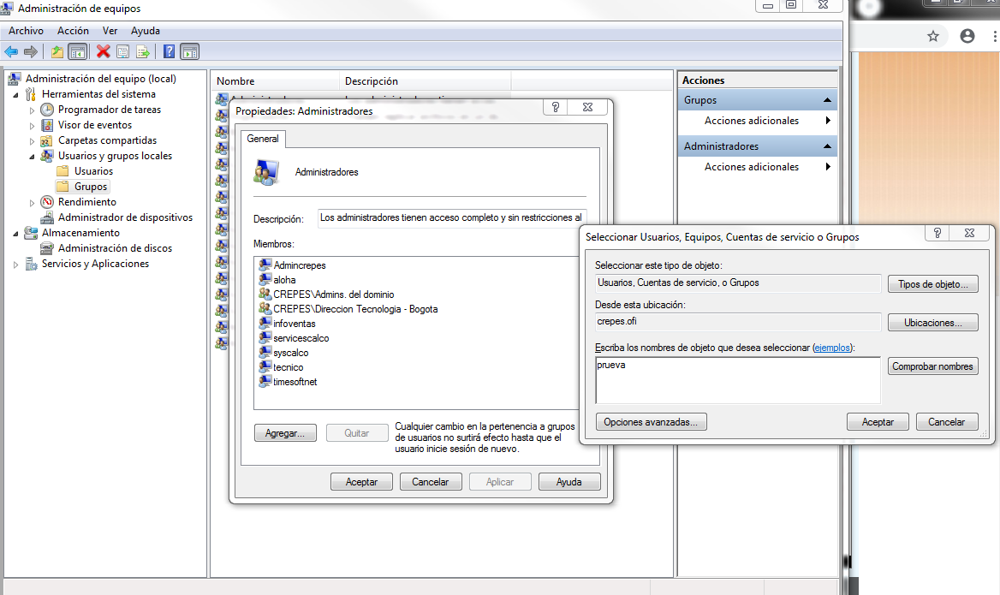 Administración de equipos
Archivo Acción Ver Ayuda
Administración del equipo (local)
Herramientas del sistema
Programador de tareas
Visor de eventos
Carpetas compartidas
Usuarios y grupos locales
Usuarios
Grupos
Rendimiento
Administrador de dispositivos
Almacenamiento
Administración de discos
Servicios y Aplicaciones
Nombre Descripción
Propiedades: Administradores
General
Administradores
Descripción: Los administradores tienen acceso completo y sin restricciones al
Miembros:
Admincrepes
aloha
CREPES\Admins. del dominio
CREPES\Direccion Tecnologia - Bogota
infoventas
servicescalco
syscalco
tecnico
timesoftnet
Agregar... Quitar
Cualquier cambio en la pertenencia a grupos
de usuarios no surtirá efecto hasta que el
usuario inicie sesión de nuevo.
Aceptar Cancelar Aplicar Ayuda
Acciones
Grupos
Acciones adicionales
Administradores
Acciones adicionales
Seleccionar Usuarios, Equipos, Cuentas de servicio o Grupos
Seleccionar este tipo de objeto:
Usuarios, Cuentas de servicio, o Grupos Tipos de objeto...
Desde esta ubicación:
crepes.ofi Ubicaciones...
Escriba los nombres de objeto que desea seleccionar (ejemplos):
prueva Comprobar nombres
Opciones avanzadas... Aceptar Cancelar